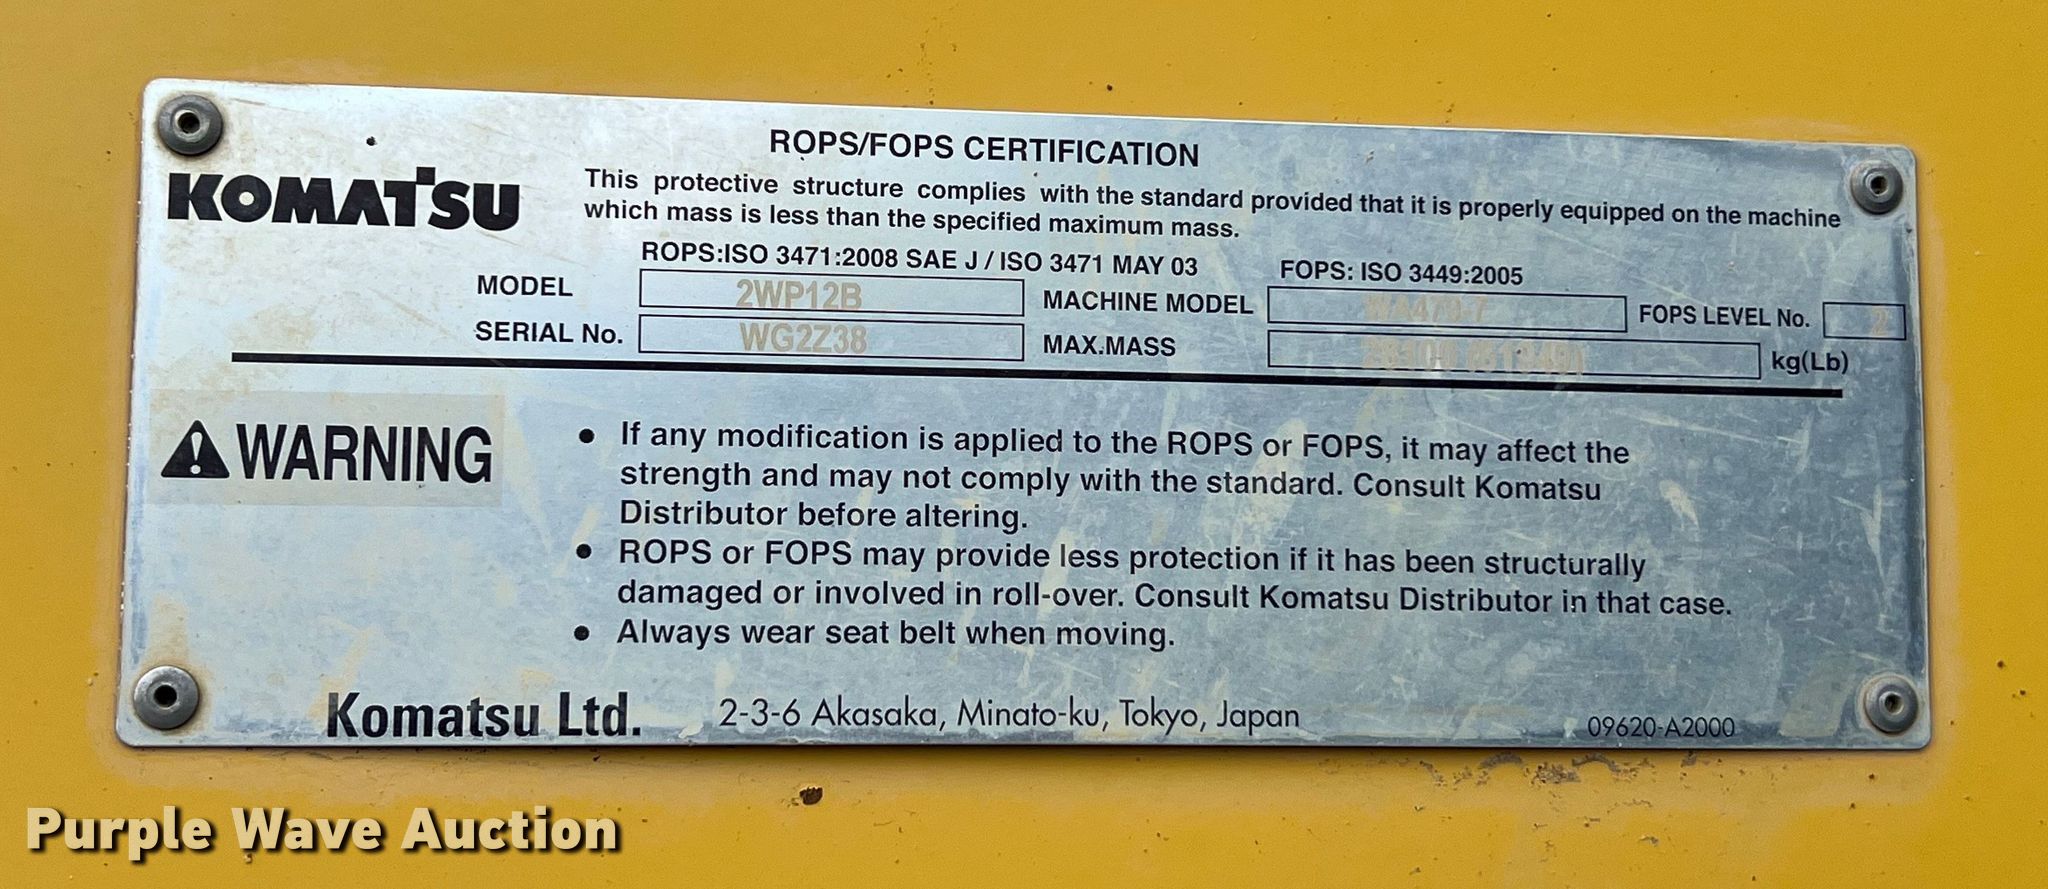 ROPS/FOPS CERTIFICATION
KOMATSU
This protective structure complies with the standard provided that it is properly equipped on the machine
which mass is less than the specified maximum mass.
ROPS:ISO 3471:2008 SAE J / ISO 3471 MAY 03 FOPS: ISO 3449:2005
MODEL 2WP12B MACHINE MODEL WA470-7 FOPS LEVEL No. 2
SERIAL No. WG2Z38 MAX.MASS kg(Lb)
WARNING
• If any modification is applied to the ROPS or FOPS, it may affect the
strength and may not comply with the standard. Consult Komatsu
Distributor before altering.
• ROPS or FOPS may provide less protection if it has been structurally
damaged or involved in roll-over. Consult Komatsu Distributor in that case.
• Always wear seat belt when moving.
Komatsu Ltd. 2-3-6 Akasaka, Minato-ku, Tokyo, Japan 09620-A2000
Purple Wave Auction